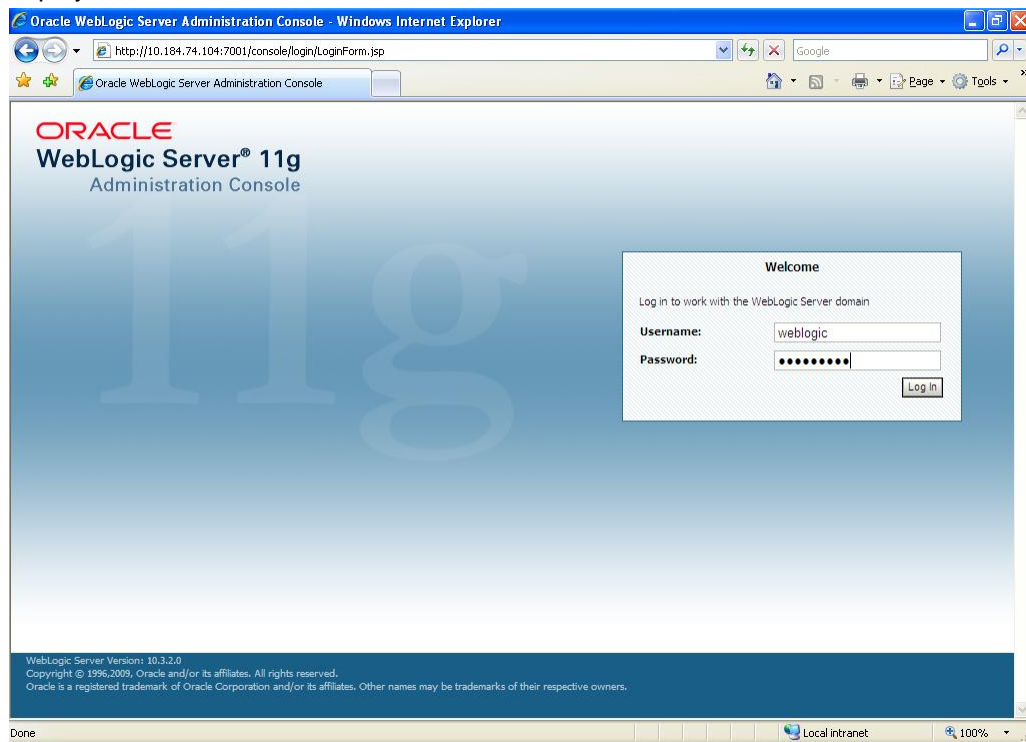 Oracle WebLogic Server Administration Console - Windows Internet Explorer
http://10.184.74.104:7001/console/login/LoginForm.jsp
Google
Oracle WebLogic Server Administration Console
Page
Tools
ORACLE
WebLogic Server® 11g
Administration Console
11g
Welcome
Log in to work with the WebLogic Server domain
Username:
weblogic
Password:
•••••••••
Log In
WebLogic Server Version: 10.3.2.0
Copyright © 1996,2009, Oracle and/or its affiliates. All rights reserved.
Oracle is a registered trademark of Oracle Corporation and/or its affiliates. Other names may be trademarks of their respective owners.
Done
Local intranet
100%